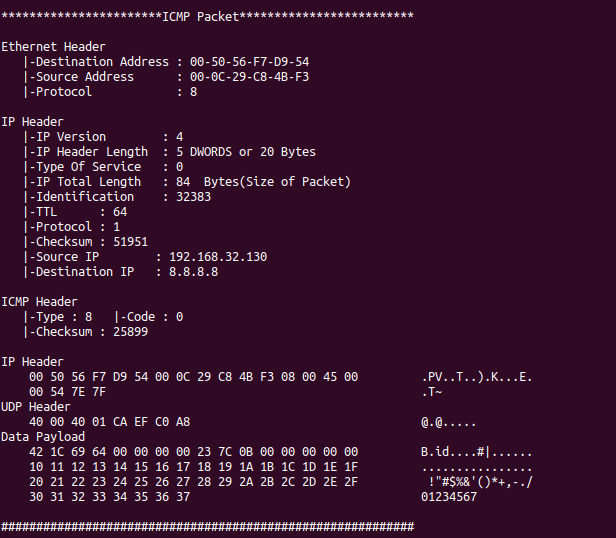 ***********************ICMP Packet*************************
Ethernet Header
   |-Destination Address : 00-50-56-F7-D9-54
   |-Source Address      : 00-0C-29-C8-4B-F3
   |-Protocol            : 8
IP Header
   |-IP Version        : 4
   |-IP Header Length  : 5 DWORDS or 20 Bytes
   |-Type Of Service   : 0
   |-IP Total Length   : 84  Bytes(Size of Packet)
   |-Identification    : 32383
   |-TTL      : 64
   |-Protocol : 1
   |-Checksum : 51951
   |-Source IP        : 192.168.32.130
   |-Destination IP   : 8.8.8.8
ICMP Header
   |-Type : 8   |-Code : 0
   |-Checksum : 25899
IP Header
    00 50 56 F7 D9 54 00 0C 29 C8 4B F3 08 00 45 00         .PV..T..).K...E.
    00 54 7E 7F                                             .T~
UDP Header
    40 00 40 01 CA EF C0 A8                                 @.@.....
Data Payload
    42 1C 69 64 00 00 00 00 23 7C 0B 00 00 00 00 00         B.id....#|......
    10 11 12 13 14 15 16 17 18 19 1A 1B 1C 1D 1E 1F         ................
    20 21 22 23 24 25 26 27 28 29 2A 2B 2C 2D 2E 2F          !"#$%&'()*+,-./
    30 31 32 33 34 35 36 37                                 01234567
###########################################################